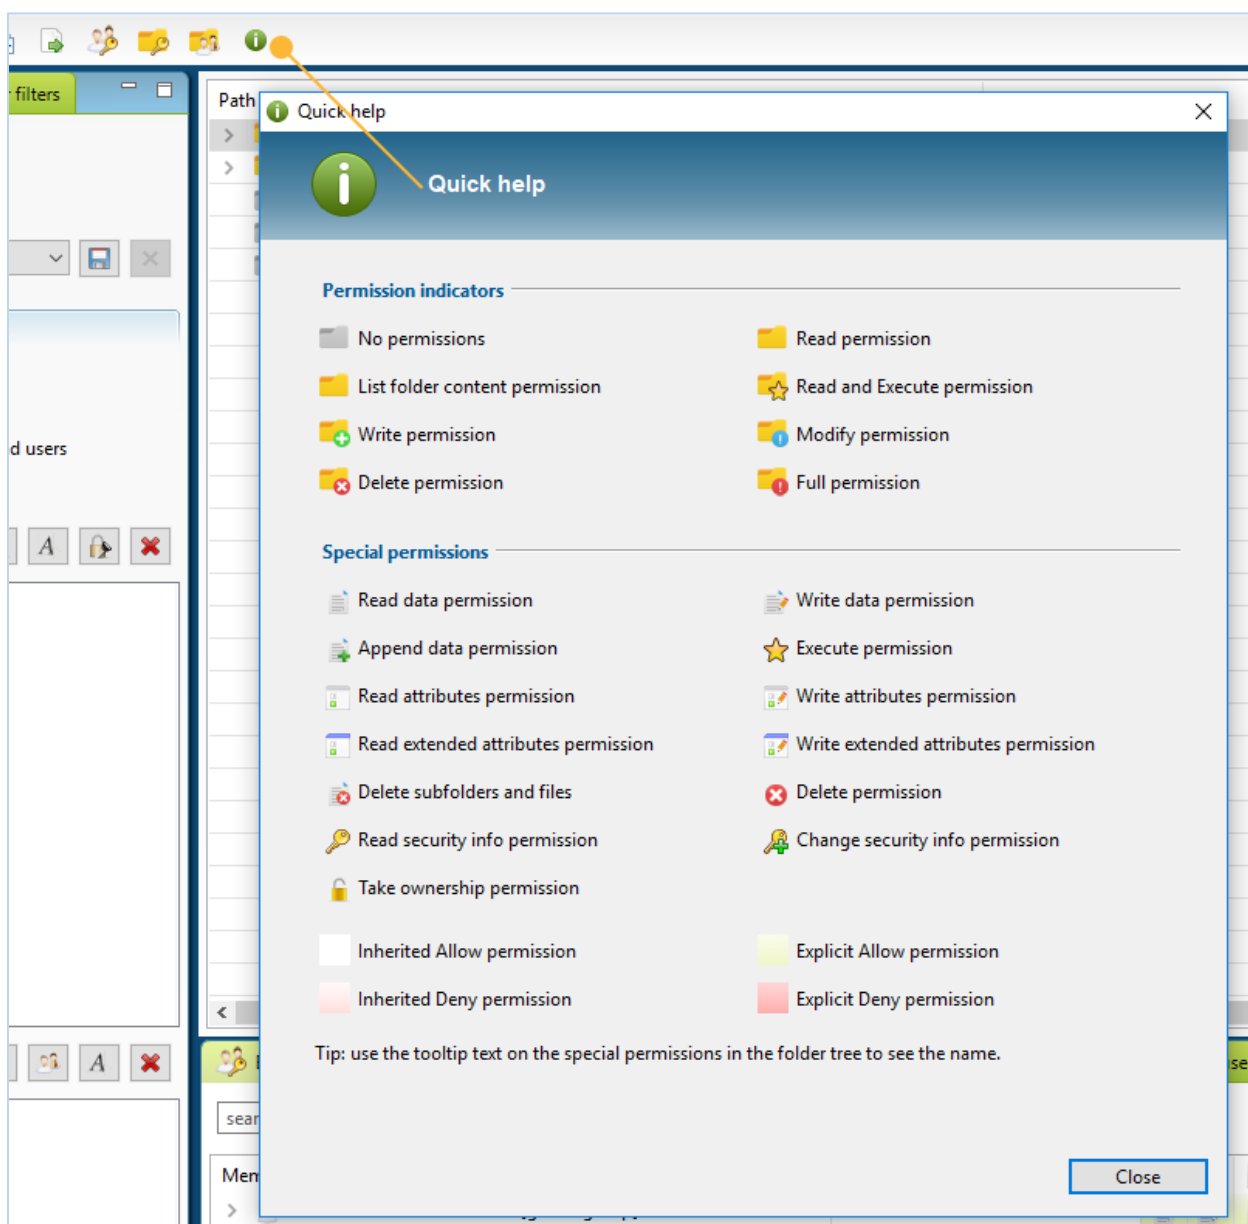 filters
Path
Quick help
Quick help
Permission indicators
No permissions
Read permission
List folder content permission
Read and Execute permission
Write permission
Modify permission
d users
Delete permission
Full permission
Special permissions
A
Read data permission
Write data permission
Append data permission
Execute permission
Read attributes permission
Write attributes permission
Read extended attributes permission
Write extended attributes permission
Delete subfolders and files
Delete permission
Read security info permission
Change security info permission
Take ownership permission
Inherited Allow permission
Explicit Allow permission
Inherited Deny permission
Explicit Deny permission
Tip: use the tooltip text on the special permissions in the folder tree to see the name.
A
sear
Mem
Close